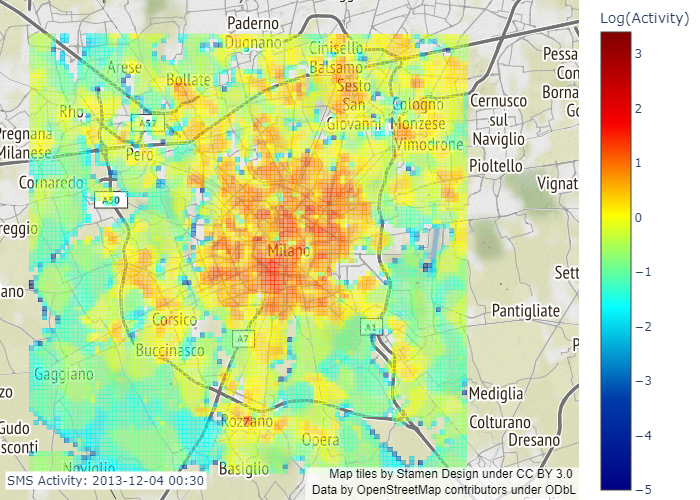 Log(Activity)
3
2
1
0
−1
−2
−3
−4
−5
Paderno
Dugnano
Cinisello
Balsamo
Arese
Bollate
Sesto
San
Giovanni
Cologno
Monzese
Cernusco
sul
Naviglio
Pessa
Con
Borna
Go
Rho
A52
Pregnana
Milanese
Pero
Vimodrone
Pioltello
Cornaredo
A50
Vignat
reggio
Milano
Sett
ano
Pantigliate
Corsico
A7
A1
Buccinasco
P
Gaggiano
Mediglia
zo
Rozzano
Colturano
Gudo
sconti
Opera
Dresano
Noviglio
Basiglio
SMS Activity: 2013-12-04 00:30
Map tiles by Stamen Design under CC BY 3.0
Data by OpenStreetMap contributors under ODbL